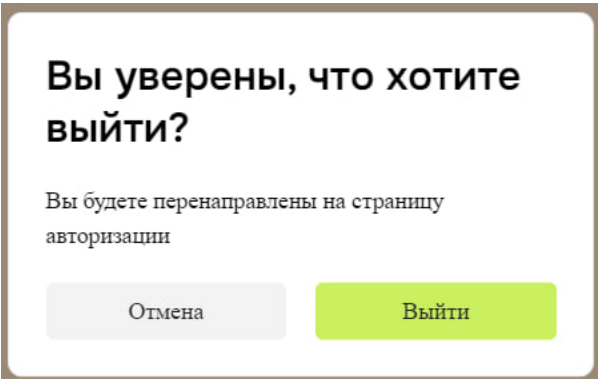 Вы уверены, что хотите
выйти?
Вы будете перенаправлены на страницу
авторизации
Отмена
Выйти